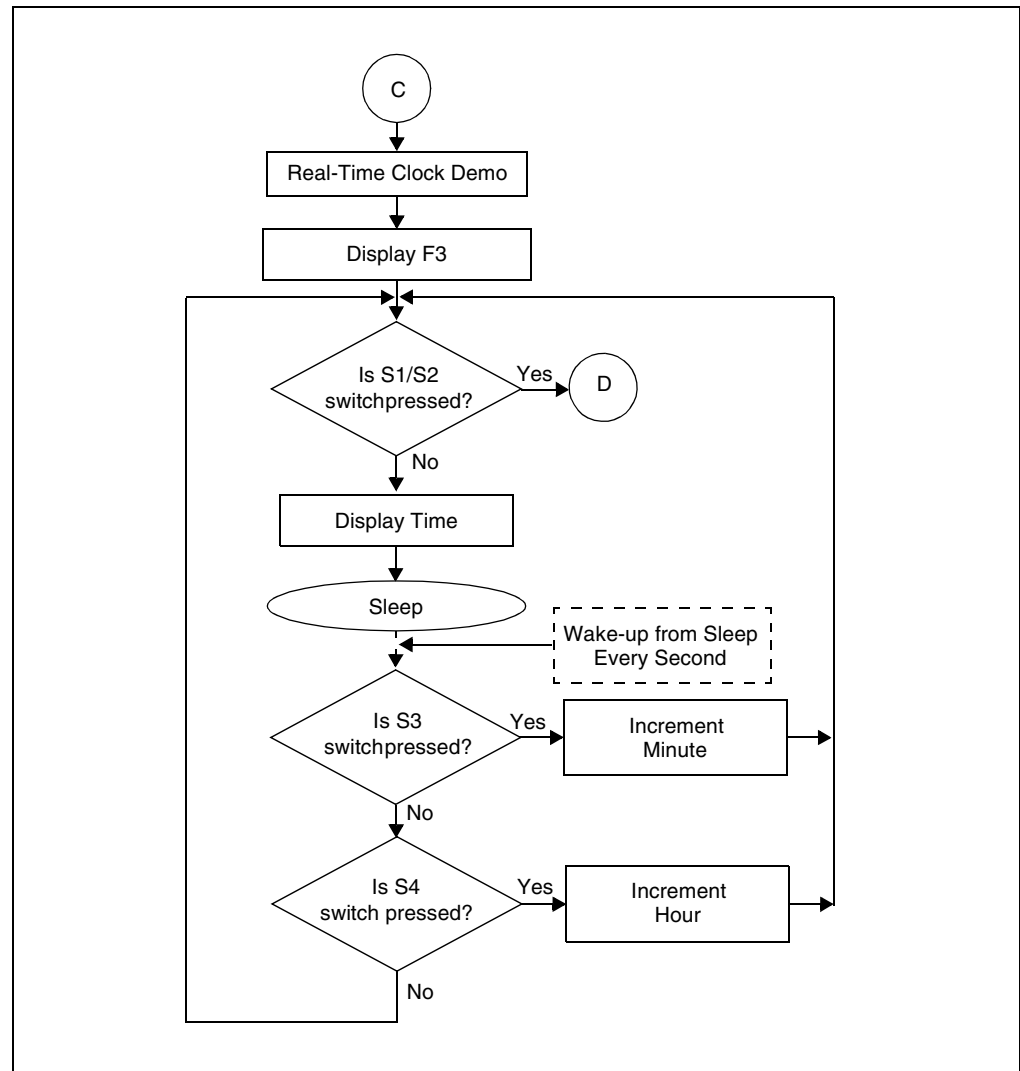 C
Real-Time Clock Demo
Display F3
Is S1/S2
switchpressed?
Yes
D
No
Display Time
Sleep
Wake-up from Sleep
Every Second
Is S3
switchpressed?
Yes
Increment
Minute
No
Is S4
switch pressed?
Yes
Increment
Hour
No